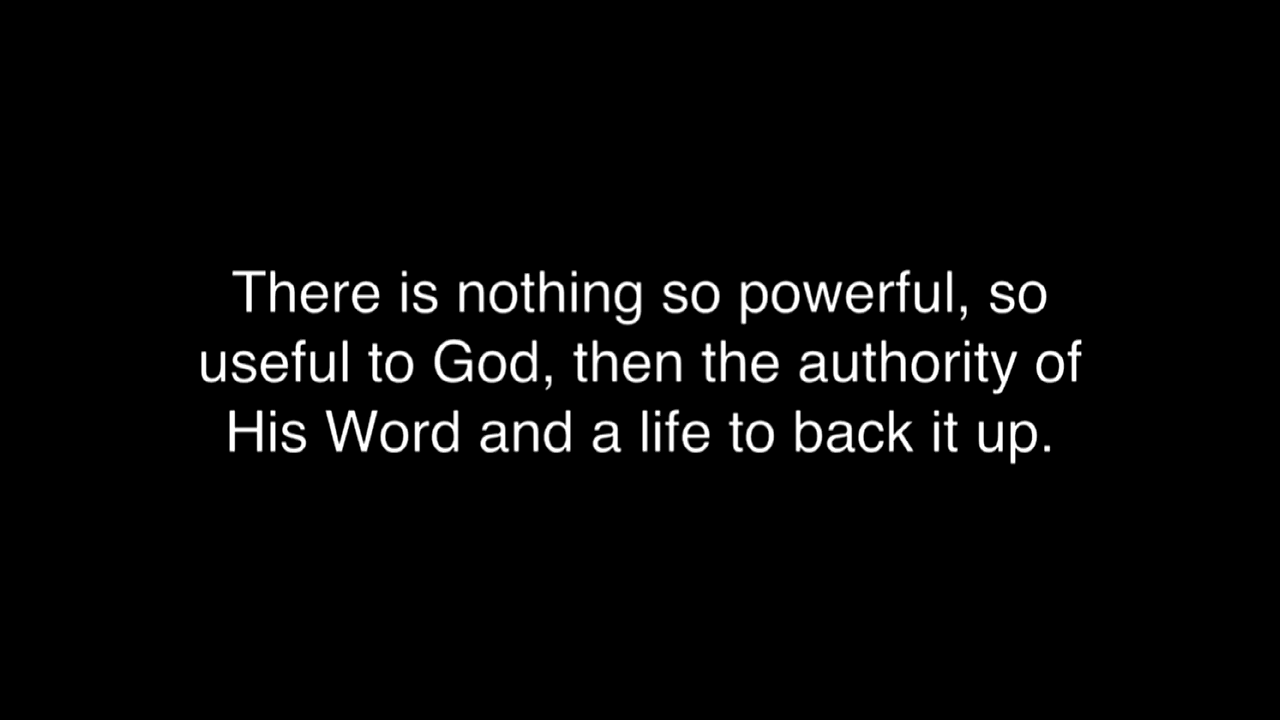 There is nothing so powerful, so
useful to God, then the authority of
His Word and a life to back it up.